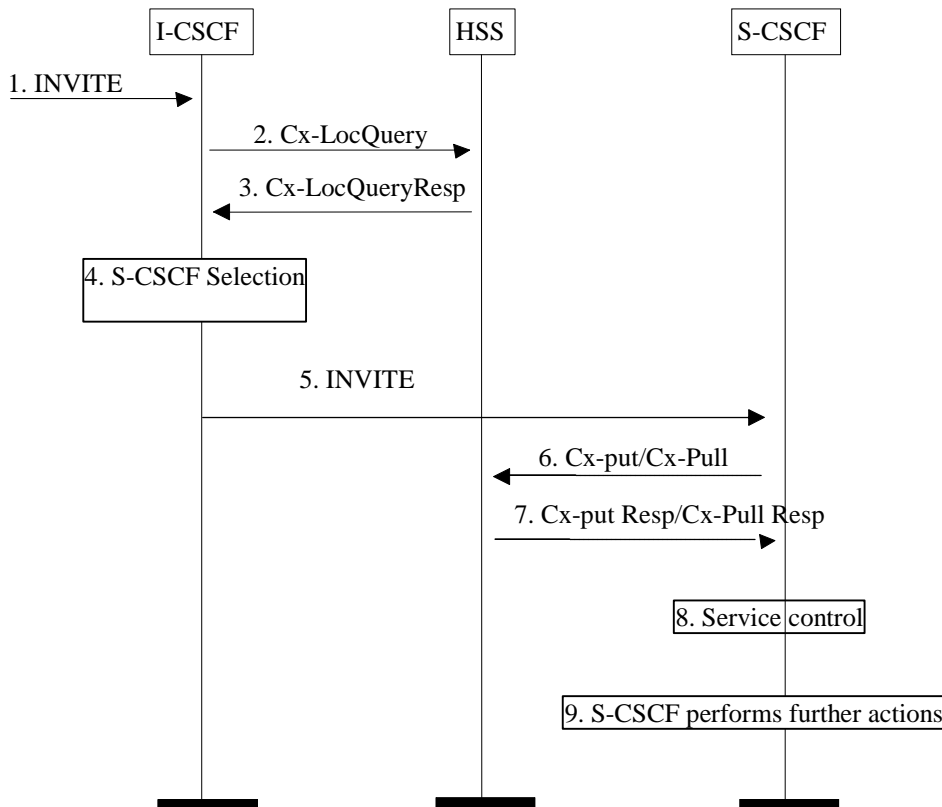 I-CSCF
HSS
S-CSCF
1. INVITE
2. Cx-LocQuery
3. Cx-LocQueryResp
4. S-CSCF Selection
5. INVITE
6. Cx-put/Cx-Pull
7. Cx-put Resp/Cx-Pull Resp
8. Service control
9. S-CSCF performs further actions